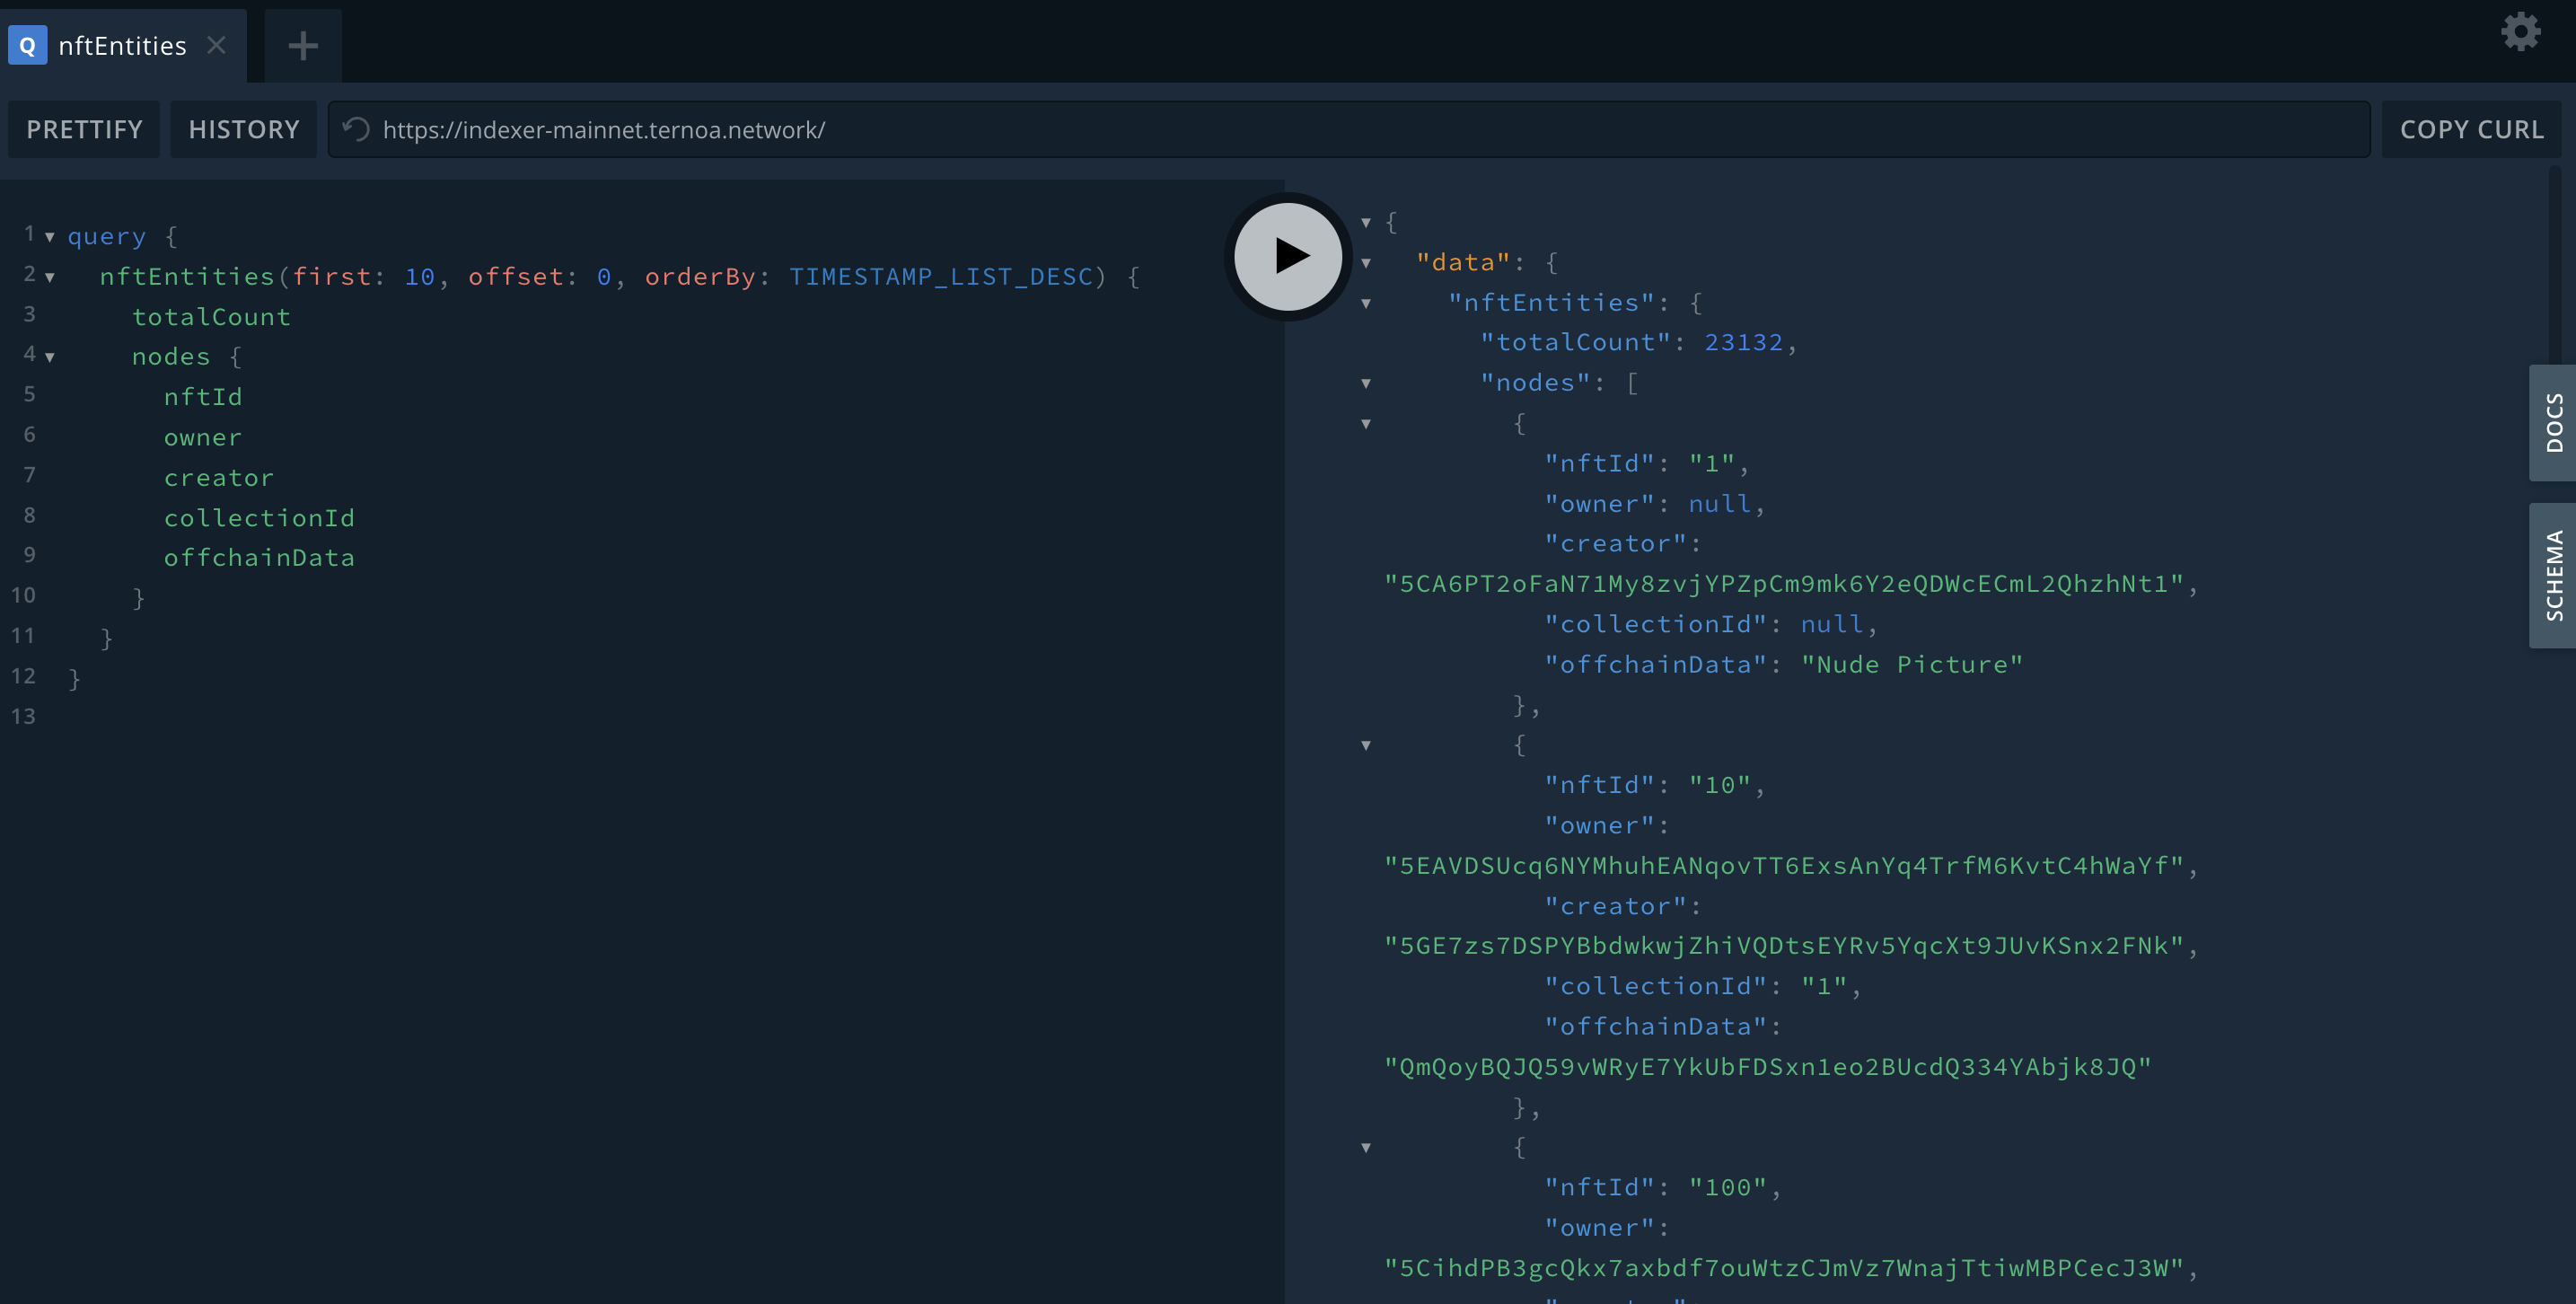 Q nftEntities
PRETTIFY HISTORY https://indexer-mainnet.ternoa.network/ COPY CURL
1 query {
2 nftEntities(first: 10, offset: 0, orderBy: TIMESTAMP_LIST_DESC) {
3 totalCount
4 nodes {
5 nftId
6 owner
7 creator
8 collectionId
9 offchainData
10 }
11 }
12 }
13
{
"data": {
"nftEntities": {
"totalCount": 23132,
"nodes": [
{
"nftId": "1",
"owner": null,
"creator":
"5CA6PT2oFaN71My8zvjYPZpCm9mk6Y2eQDWcECmL2QhzhNt1",
"collectionId": null,
"offchainData": "Nude Picture"
},
{
"nftId": "10",
"owner":
"5EAVDSUcq6NYMhuhEANqovTT6ExsAnYq4TrfM6KvtC4hWaYf",
"creator":
"5GE7zs7DSPYBbdwkwjZhiVQDtsEYRv5YqcXt9JUvKSnx2FNk",
"collectionId": "1",
"offchainData":
"QmQoyBQJQ59vWRyE7YkUbFDSxn1eo2BUcdQ334YAbjk8JQ"
},
{
"nftId": "100",
"owner":
"5CihdPB3gcQkx7axbdf7ouWtzCJmVz7WnajTtiwMBPCecJ3W",
DOCS
SCHEMA